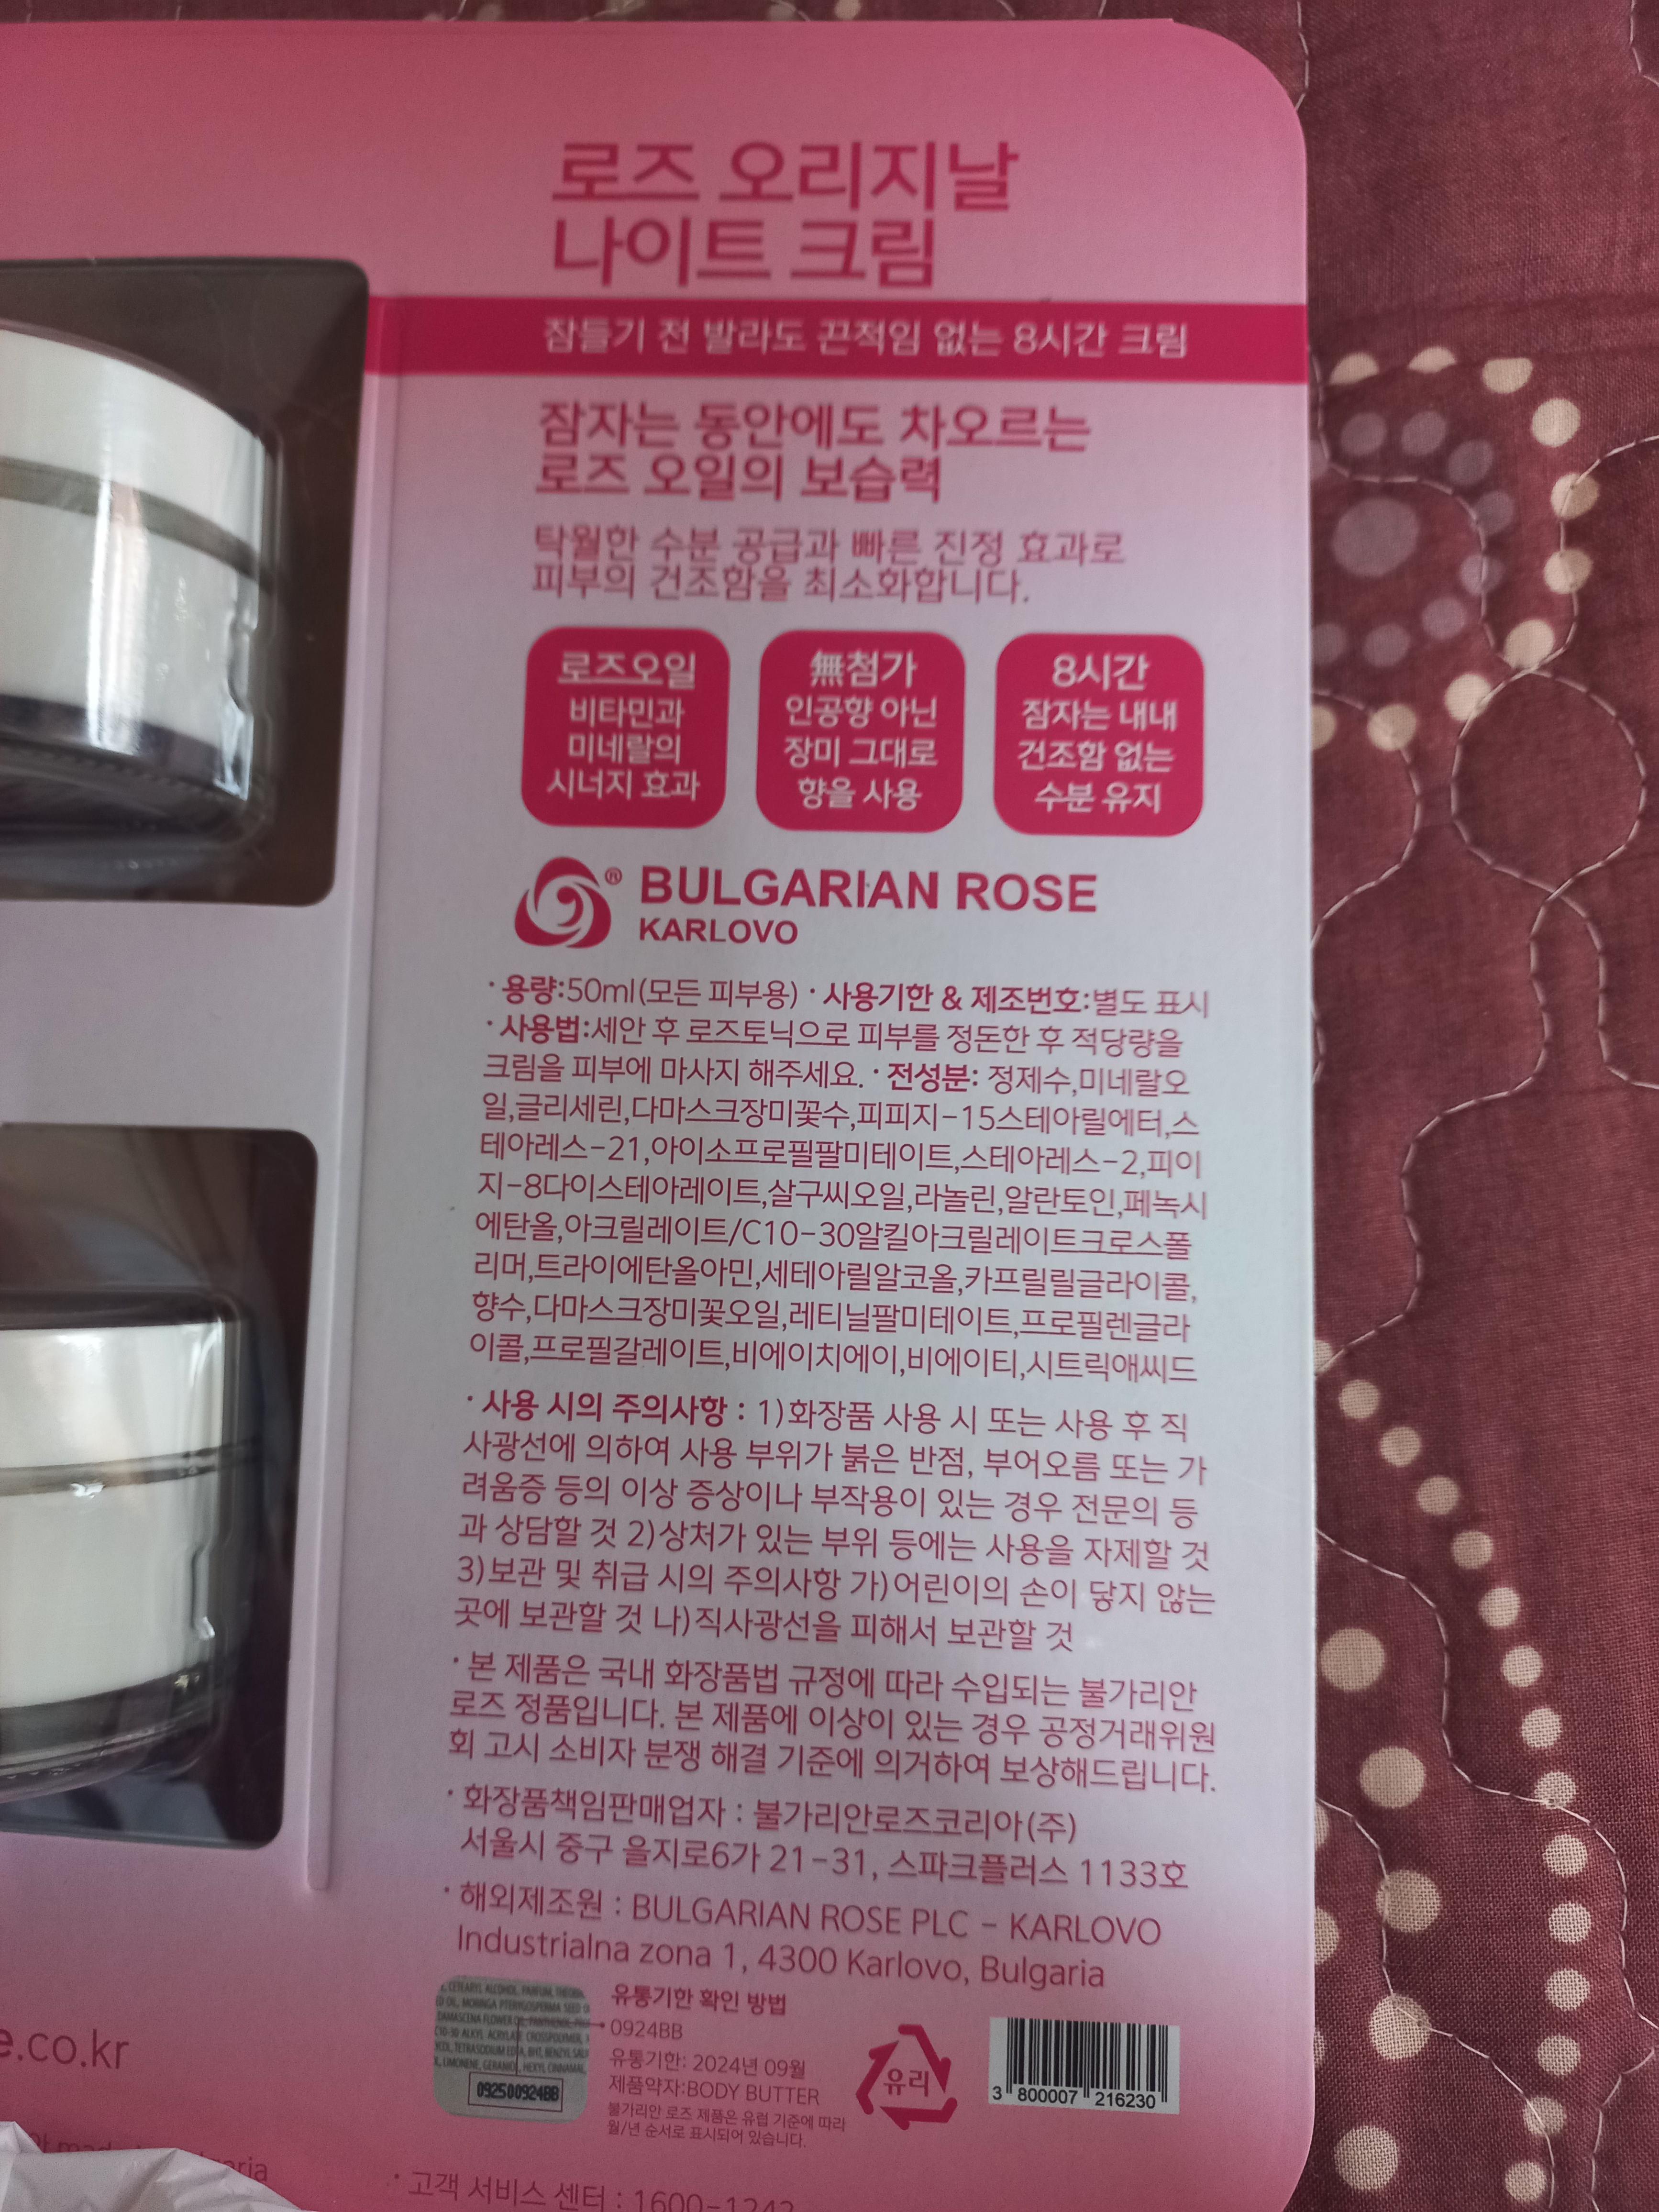 로즈 오리지날
나이트 크림
잠들기 전 발라도 끈적임 없는 8시간 크림
잠자는 동안에도 차오르는
로즈 오일의 보습력
탁월한 수분 공급과 빠른 진정 효과로
피부의 건조함을 최소화합니다.
로즈오일
비타민과
미네랄의
시너지 효과
無첨가
인공향 아닌
장미 그대로
향을 사용
8시간
잠자는 내내
건조함 없는
수분 유지
® BULGARIAN ROSE
KARLOVO
· 용량:50ml(모든 피부용) · 사용기한 & 제조번호:별도 표시
· 사용법:세안 후 로즈토닉으로 피부를 정돈한 후 적당량을
크림을 피부에 마사지 해주세요. · 전성분: 정제수,미네랄오
일,글리세린,다마스크장미꽃수,피피지-15스테아릴에터,스
테아레스-21,아이소프로필팔미테이트,스테아레스-2,피이
지-8다이스테아레이트,살구씨오일,라놀린,알란토인,페녹시
에탄올,아크릴레이트/C10-30알킬아크릴레이트크로스폴
리머,트라이에탄올아민,세테아릴알코올,카프릴릴글라이콜,
향수,다마스크장미꽃오일,레티닐팔미테이트,프로필렌글라
이콜,프로필갈레이트,비에이치에이,비에이티,시트릭애씨드
· 사용 시의 주의사항 : 1)화장품 사용 시 또는 사용 후 직
사광선에 의하여 사용 부위가 붉은 반점, 부어오름 또는 가
려움증 등의 이상 증상이나 부작용이 있는 경우 전문의 등
과 상담할 것 2)상처가 있는 부위 등에는 사용을 자제할 것
3)보관 및 취급 시의 주의사항 가)어린이의 손이 닿지 않는
곳에 보관할 것 나)직사광선을 피해서 보관할 것
· 본 제품은 국내 화장품법 규정에 따라 수입되는 불가리안
로즈 정품입니다. 본 제품에 이상이 있는 경우 공정거래위원
회 고시 소비자 분쟁 해결 기준에 의거하여 보상해드립니다.
· 화장품책임판매업자 : 불가리안로즈코리아(주)
서울시 중구 을지로6가 21-31, 스파크플러스 1133호
· 해외제조원 : BULGARIAN ROSE PLC - KARLOVO
Industrialna zona 1, 4300 Karlovo, Bulgaria
CETEARYL ALCOHOL, PARFUM,
OIL, MORINGA PTERYGOSPERMA SEED
DAMASCENA FLOWER OIL, PANTHENOL,
C10-30 ALKYL ACRYLATE CROSSPOLYMER,
TETRASODIUM EDTA, BHT, BENZYL
LIMONENE, GERANIOL, HEXYL CINNAMAL,
092500924BB
유통기한 확인 방법
0924BB
유통기한: 2024년 09월
제품약자:BODY BUTTER
불가리안 로즈 제품은 유럽 기준에 따라
월/년 순서로 표시되어 있습니다.
유리
3 800007 216230
e.co.kr
· 고객 서비스 센터 : 1600-1242